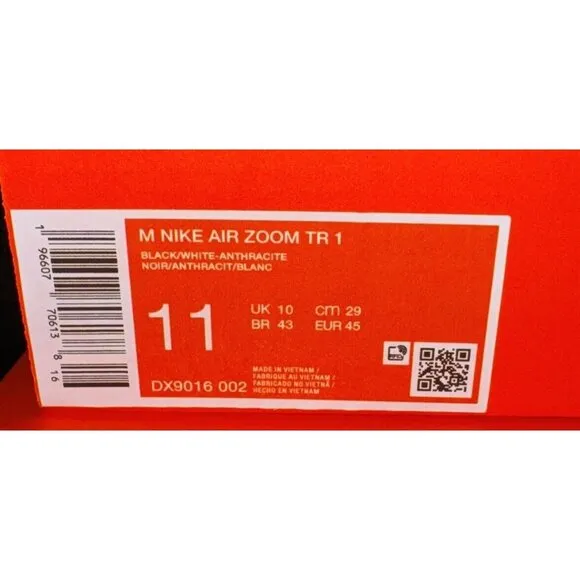 M NIKE AIR ZOOM TR 1
BLACK/WHITE-ANTHRACITE
NOIR/ANTHRACIT/BLANC
11
UK 10 cm 29
BR 43 EUR 45
DX9016 002
MADE IN VIETNAM /
FABRIQUE AU VIETNAM /
FABRICADO NO VIETNÃ /
HECHO EN VIETNAM
1 96607 70613 8 16